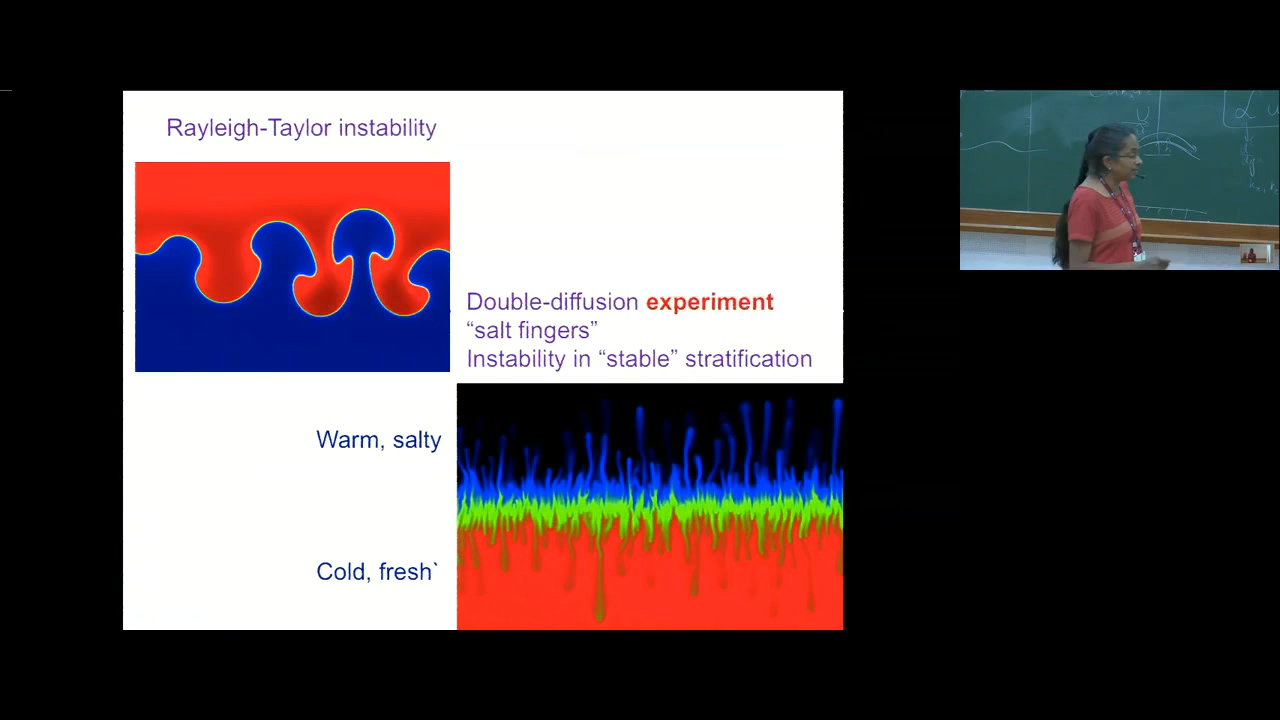 Rayleigh-Taylor instability
Double-diffusion experiment
“salt fingers”
Instability in “stable” stratification
Warm, salty
Cold, fresh`